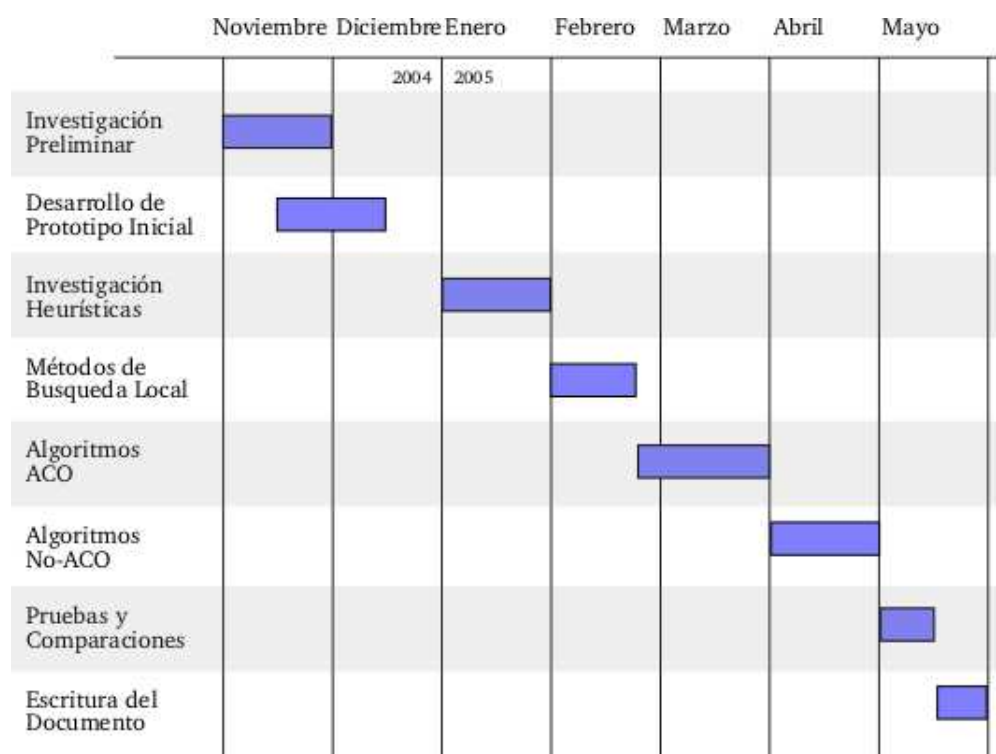 Noviembre Diciembre Enero Febrero Marzo Abril Mayo
2004 2005
Investigación
Preliminar
Desarrollo de
Prototipo Inicial
Investigación
Heurísticas
Métodos de
Busqueda Local
Algoritmos
ACO
Algoritmos
No-ACO
Pruebas y
Comparaciones
Escritura del
Documento